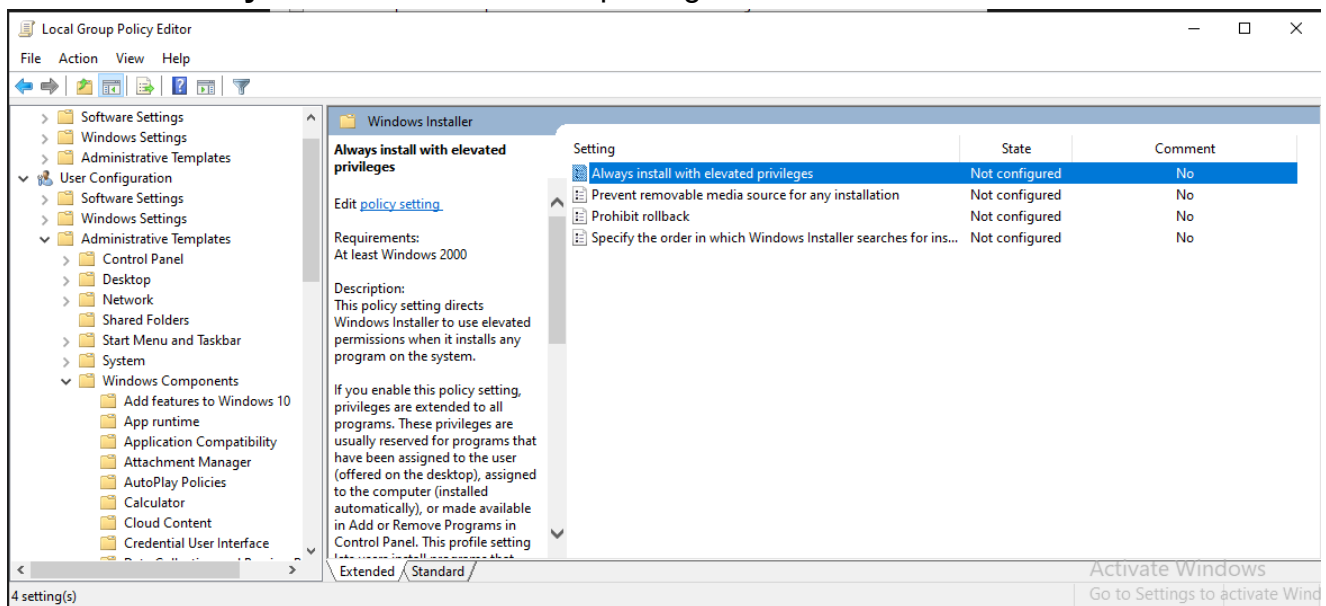 Local Group Policy Editor
File Action View Help
Software Settings
Windows Settings
Administrative Templates
User Configuration
Software Settings
Windows Settings
Administrative Templates
Control Panel
Desktop
Network
Shared Folders
Start Menu and Taskbar
System
Windows Components
Add features to Windows 10
App runtime
Application Compatibility
Attachment Manager
AutoPlay Policies
Calculator
Cloud Content
Credential User Interface
Windows Installer
Always install with elevated
privileges
Edit policy setting
Requirements:
At least Windows 2000
Description:
This policy setting directs
Windows Installer to use elevated
permissions when it installs any
program on the system.
If you enable this policy setting,
privileges are extended to all
programs. These privileges are
usually reserved for programs that
have been assigned to the user
(offered on the desktop), assigned
to the computer (installed
automatically), or made available
in Add or Remove Programs in
Control Panel. This profile setting
Setting State Comment
Always install with elevated privileges Not configured No
Prevent removable media source for any installation Not configured No
Prohibit rollback Not configured No
Specify the order in which Windows Installer searches for ins... Not configured No
Extended Standard
Activate Windows
Go to Settings to activate Wind
4 setting(s)